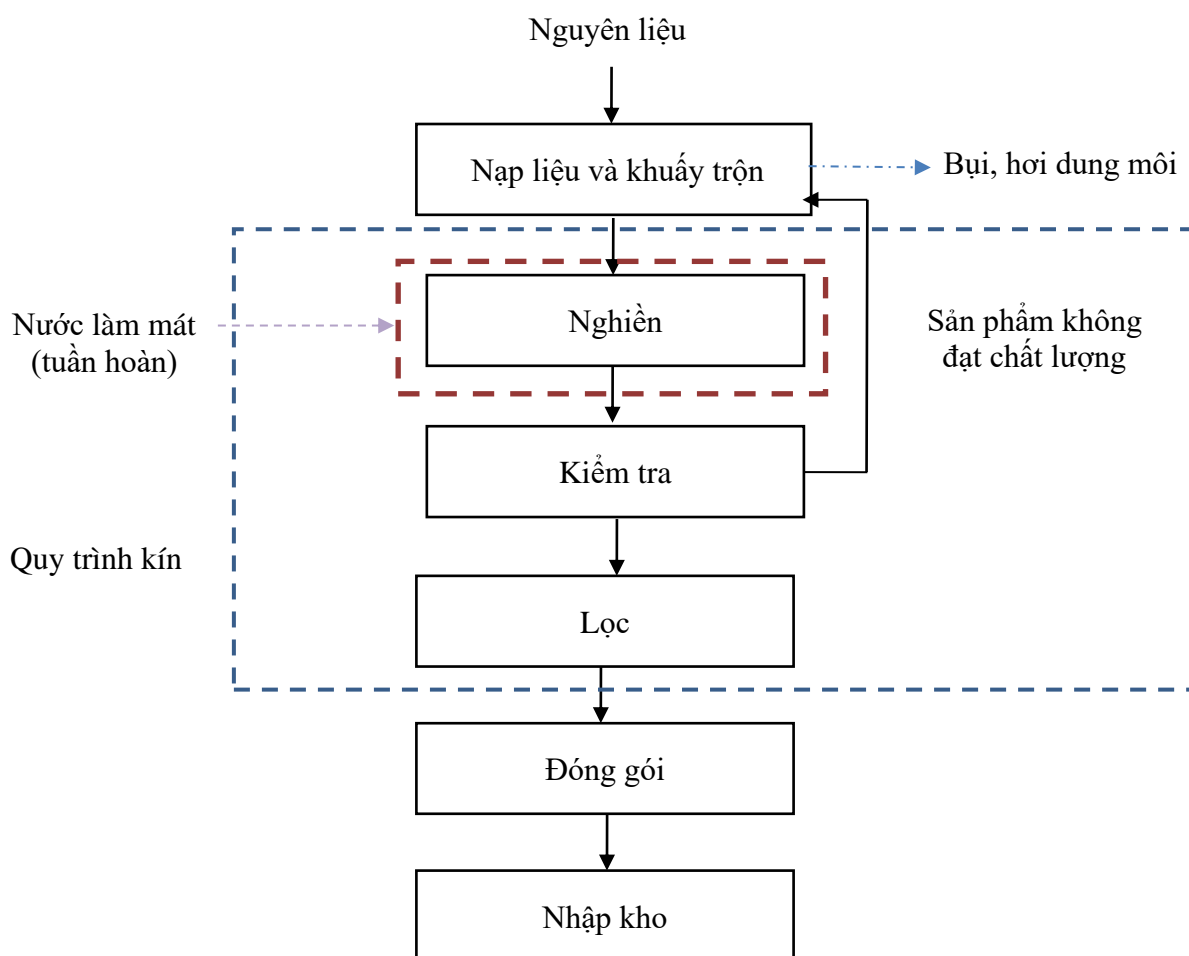 Nguyên liệu
Nạp liệu và khuấy trộn
Bụi, hơi dung môi
Nghiền
Nước làm mát
(tuần hoàn)
Sản phẩm không
đạt chất lượng
Kiểm tra
Quy trình kín
Lọc
Đóng gói
Nhập kho